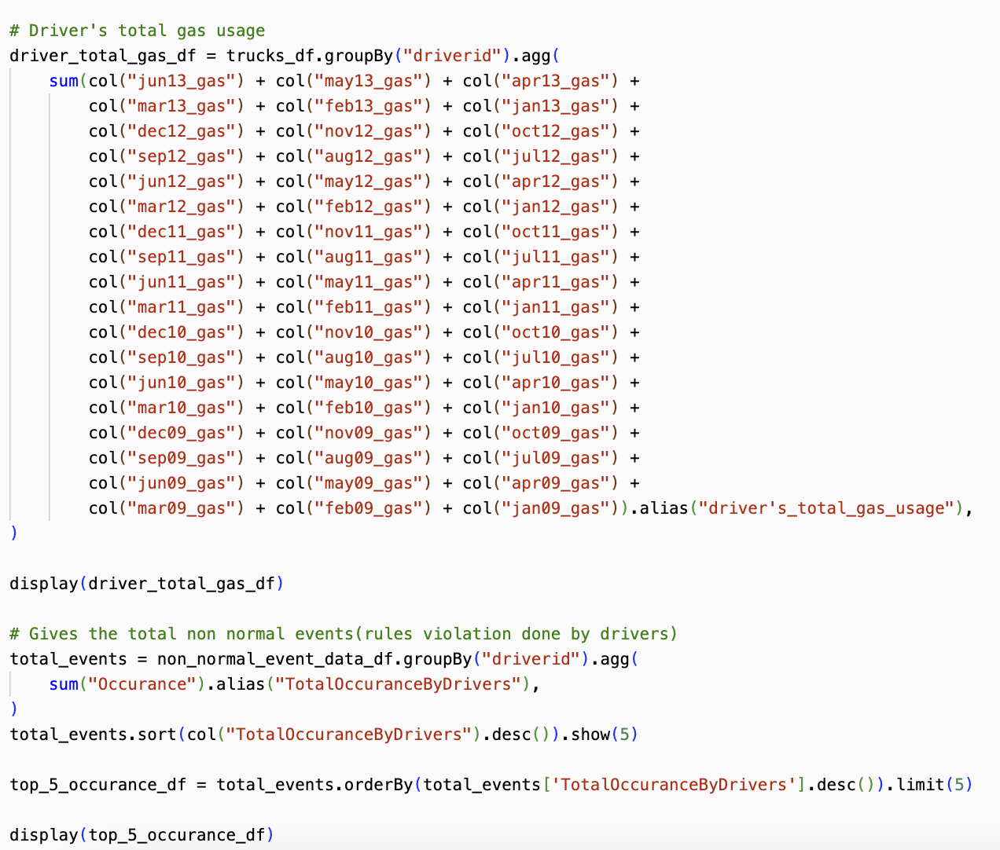 # Driver's total gas usage
driver_total_gas_df = trucks_df.groupBy("driverid").agg(
    sum(col("jun13_gas") + col("may13_gas") + col("apr13_gas") +
        col("mar13_gas") + col("feb13_gas") + col("jan13_gas") +
        col("dec12_gas") + col("nov12_gas") + col("oct12_gas") +
        col("sep12_gas") + col("aug12_gas") + col("jul12_gas") +
        col("jun12_gas") + col("may12_gas") + col("apr12_gas") +
        col("mar12_gas") + col("feb12_gas") + col("jan12_gas") +
        col("dec11_gas") + col("nov11_gas") + col("oct11_gas") +
        col("sep11_gas") + col("aug11_gas") + col("jul11_gas") +
        col("jun11_gas") + col("may11_gas") + col("apr11_gas") +
        col("mar11_gas") + col("feb11_gas") + col("jan11_gas") +
        col("dec10_gas") + col("nov10_gas") + col("oct10_gas") +
        col("sep10_gas") + col("aug10_gas") + col("jul10_gas") +
        col("jun10_gas") + col("may10_gas") + col("apr10_gas") +
        col("mar10_gas") + col("feb10_gas") + col("jan10_gas") +
        col("dec09_gas") + col("nov09_gas") + col("oct09_gas") +
        col("sep09_gas") + col("aug09_gas") + col("jul09_gas") +
        col("jun09_gas") + col("may09_gas") + col("apr09_gas") +
        col("mar09_gas") + col("feb09_gas") + col("jan09_gas")).alias("driver's_total_gas_usage"),
)

display(driver_total_gas_df)

# Gives the total non normal events(rules violation done by drivers)
total_events = non_normal_event_data_df.groupBy("driverid").agg(
    sum("Occurance").alias("TotalOccuranceByDrivers"),
)
total_events.sort(col("TotalOccuranceByDrivers").desc()).show(5)

top_5_occurance_df = total_events.orderBy(total_events['TotalOccuranceByDrivers'].desc()).limit(5)

display(top_5_occurance_df)